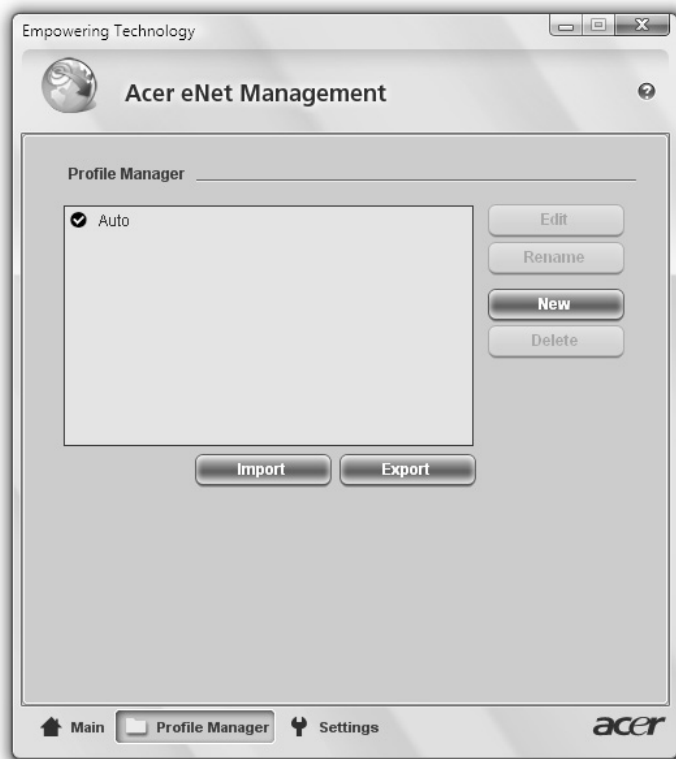 Empowering Technology
Acer eNet Management
Profile Manager
Auto
Edit
Rename
New
Delete
Import
Export
Main
Profile Manager
Settings
acer